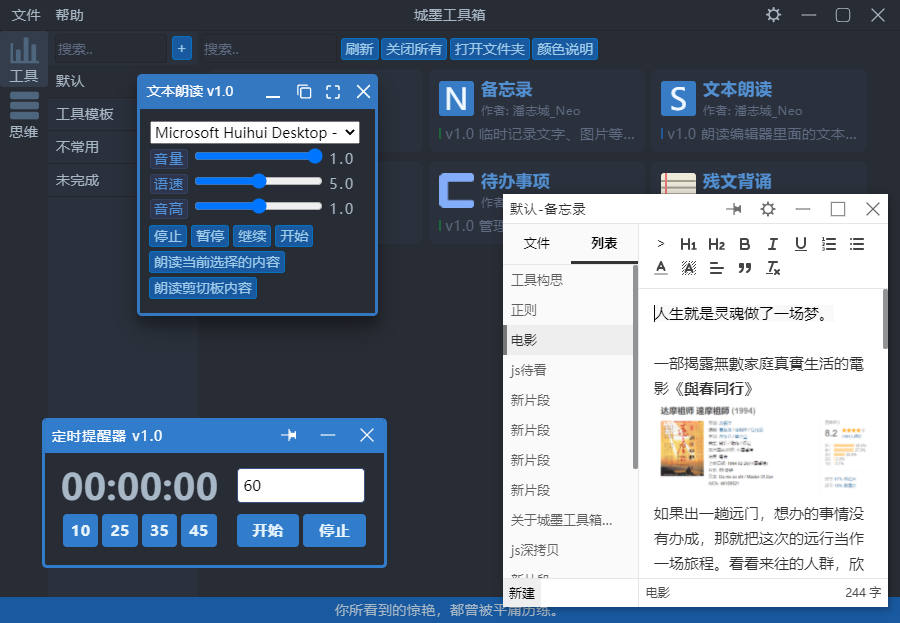 文件 帮助
城墨工具箱
工具
思维
搜索..
+
搜索..
刷新 关闭所有 打开文件夹 颜色说明
默认
工具模板
不常用
未完成
N
备忘录
作者: 潘志城_Neo
v1.0 临时记录文字、图片等...
S
文本朗读
作者: 潘志城_Neo
v1.0 朗读编辑器里面的文本...
待办事项
作者
v1.0 管理
残文背诵
文本朗读 v1.0
Microsoft Huihui Desktop -
音量 1.0
语速 5.0
音高 1.0
停止 暂停 继续 开始
朗读当前选择的内容
朗读剪切板内容
定时提醒器 v1.0
00:00:00
60
10 25 35 45
开始 停止
默认-备忘录
文件 列表
工具构思
正则
电影
js待看
新片段
新片段
新片段
新片段
关于城墨工具箱...
js深拷贝
新片段
新建
> H1 H2 B I U
A A
人生就是灵魂做了一场梦。
一部揭露無數家庭真實生活的電
影《與春同行》
达摩祖师 達摩祖師 (1994)
8.2
如果出一趟远门，想办的事情没
有办成，那就把这次的远行当作
一场旅程。看看来往的人群，欣
电影
244 字
你所看到的惊艳，都曾被平庸历练。